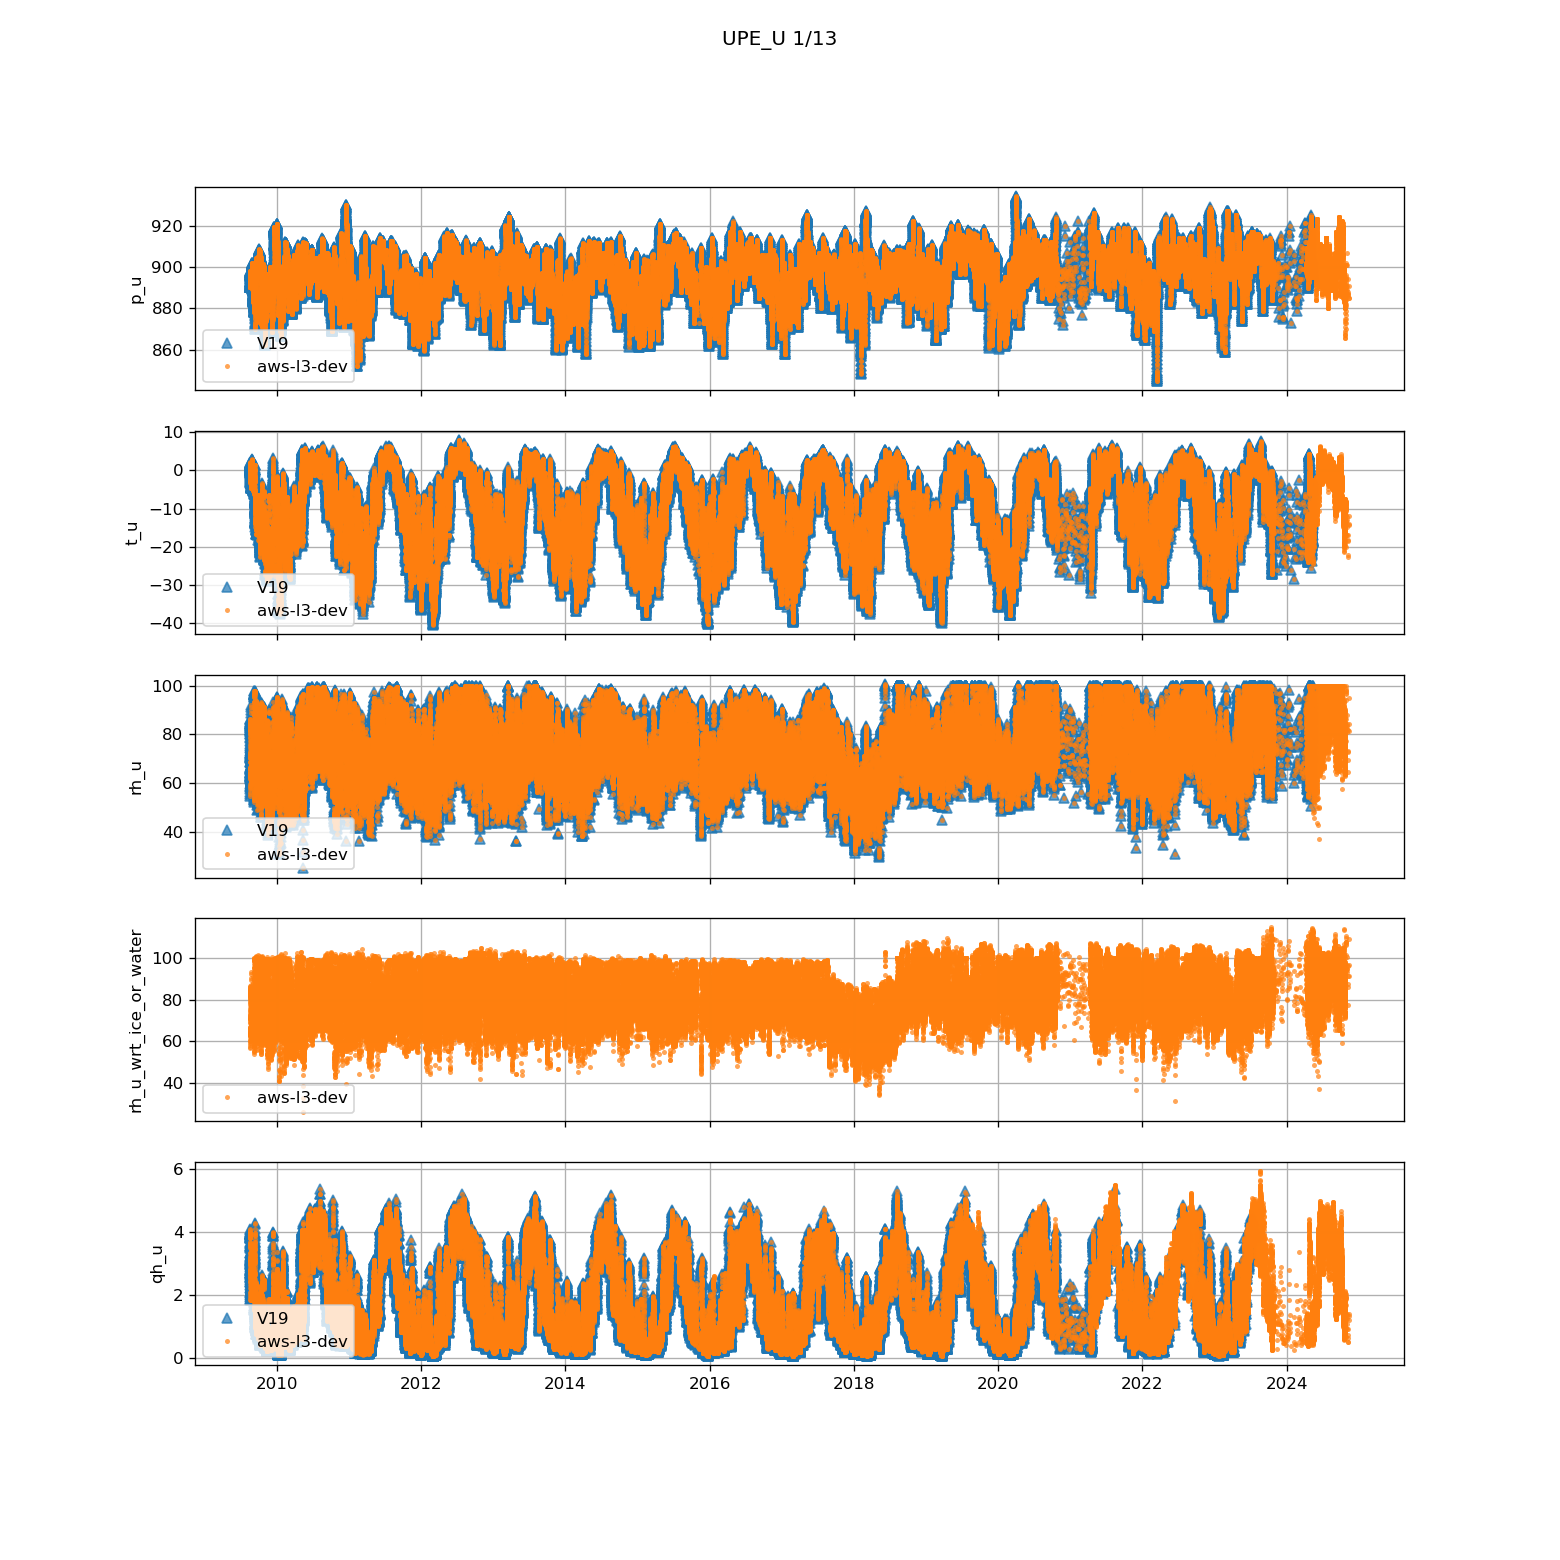 UPE_U 1/13
920
900
880
860
p_u
V19
aws-l3-dev
10
0
−10
−20
−30
−40
t_u
V19
aws-l3-dev
100
80
60
40
rh_u
V19
aws-l3-dev
100
80
60
40
rh_u_wrt_ice_or_water
aws-l3-dev
6
4
2
0
qh_u
V19
aws-l3-dev
2010 2012 2014 2016 2018 2020 2022 2024